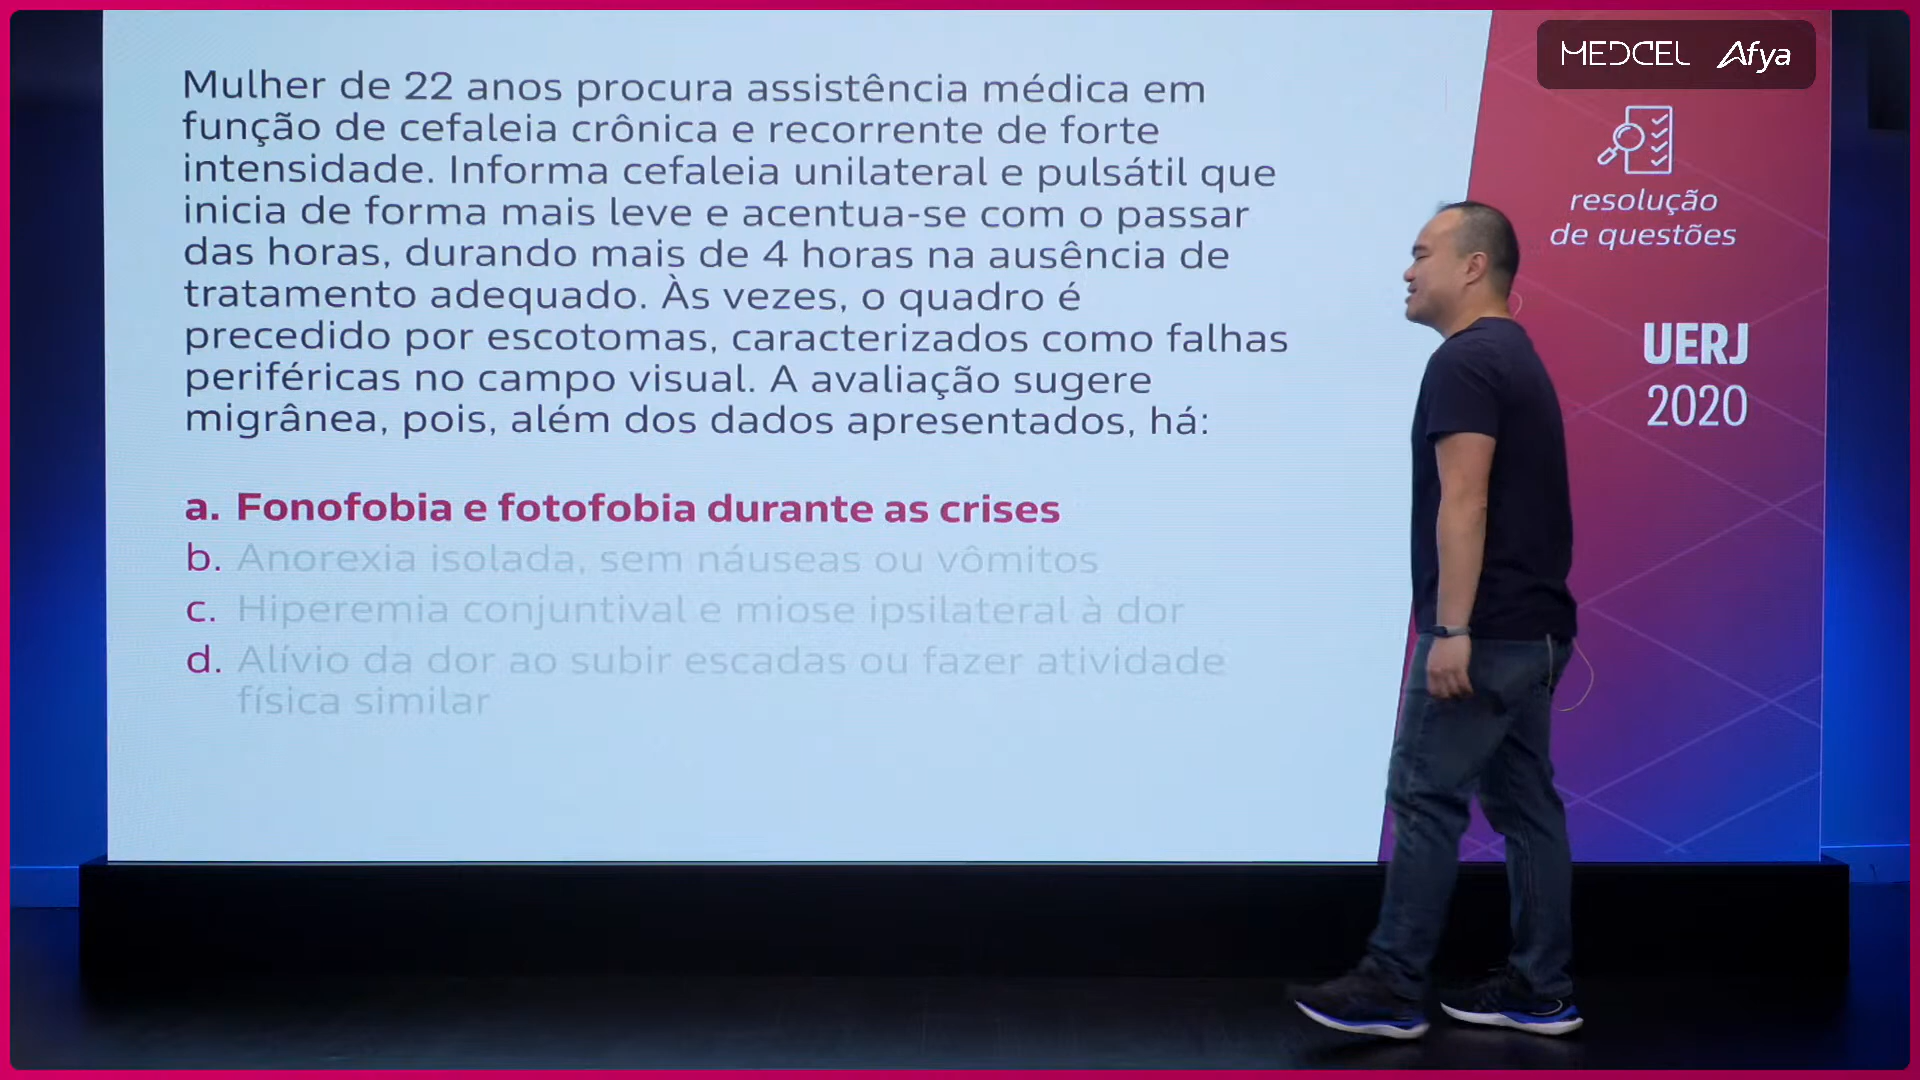 MEDCEL Afya
Mulher de 22 anos procura assistência médica em
função de cefaleia crônica e recorrente de forte
intensidade. Informa cefaleia unilateral e pulsátil que
inicia de forma mais leve e acentua-se com o passar
das horas, durando mais de 4 horas na ausência de
tratamento adequado. Às vezes, o quadro é
precedido por escotomas, caracterizados como falhas
periféricas no campo visual. A avaliação sugere
migrânea, pois, além dos dados apresentados, há:
a. Fonofobia e fotofobia durante as crises
b. Anorexia isolada, sem náuseas ou vômitos
c. Hiperemia conjuntival e miose ipsilateral à dor
d. Alívio da dor ao subir escadas ou fazer atividade
física similar
resolução
de questões
UERJ
2020